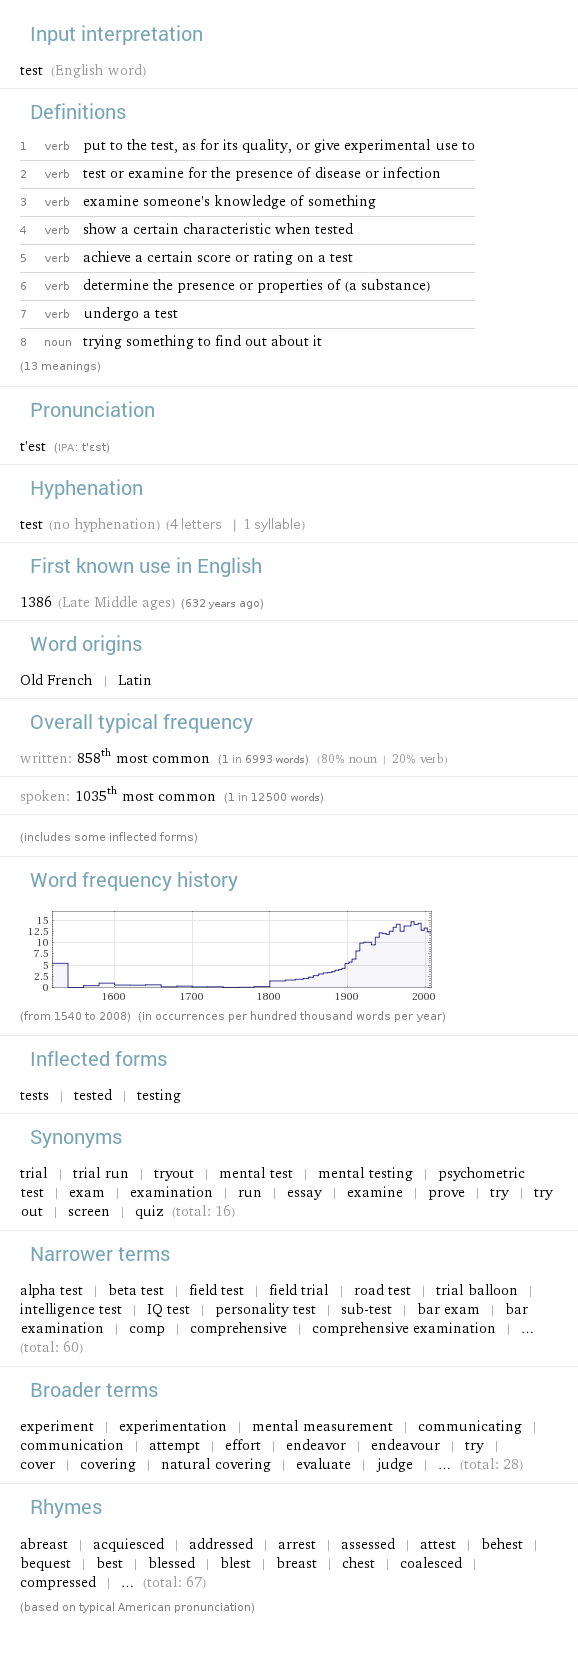 Input interpretation
test (English word)
Definitions
1 verb put to the test, as for its quality, or give experimental use to
2 verb test or examine for the presence of disease or infection
3 verb examine someone's knowledge of something
4 verb show a certain characteristic when tested
5 verb achieve a certain score or rating on a test
6 verb determine the presence or properties of (a substance)
7 verb undergo a test
8 noun trying something to find out about it
(13 meanings)
Pronunciation
t'est (IPA: t'ɛst)
Hyphenation
test (no hyphenation) (4 letters | 1 syllable)
First known use in English
1386 (Late Middle ages) (632 years ago)
Word origins
Old French | Latin
Overall typical frequency
written: 858th most common (1 in 6993 words) (80% noun | 20% verb)
spoken: 1035th most common (1 in 12500 words)
(includes some inflected forms)
Word frequency history
15
12.5
10
7.5
5
2.5
0
1600 1700 1800 1900 2000
(from 1540 to 2008) (in occurrences per hundred thousand words per year)
Inflected forms
tests | tested | testing
Synonyms
trial | trial run | tryout | mental test | mental testing | psychometric
test | exam | examination | run | essay | examine | prove | try | try
out | screen | quiz (total: 16)
Narrower terms
alpha test | beta test | field test | field trial | road test | trial balloon |
intelligence test | IQ test | personality test | sub-test | bar exam | bar
examination | comp | comprehensive | comprehensive examination | ...
(total: 60)
Broader terms
experiment | experimentation | mental measurement | communicating |
communication | attempt | effort | endeavor | endeavour | try |
cover | covering | natural covering | evaluate | judge | ... (total: 28)
Rhymes
abreast | acquiesced | addressed | arrest | assessed | attest | behest |
bequest | best | blessed | blest | breast | chest | coalesced |
compressed | ... (total: 67)
(based on typical American pronunciation)